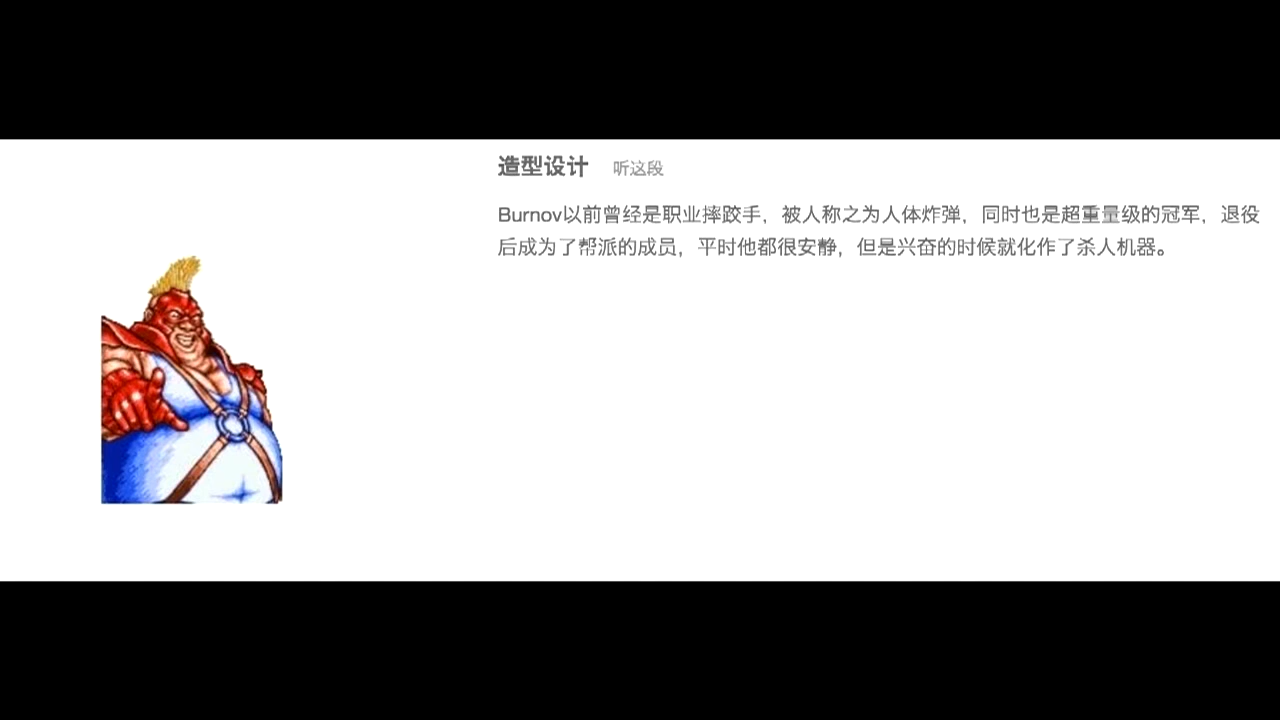 造型设计 听这段
Burnov以前曾经是职业摔跤手，被人称之为人体炸弹，同时也是超重量级的冠军，退役
后成为了帮派的成员，平时他都很安静，但是兴奋的时候就化作了杀人机器。